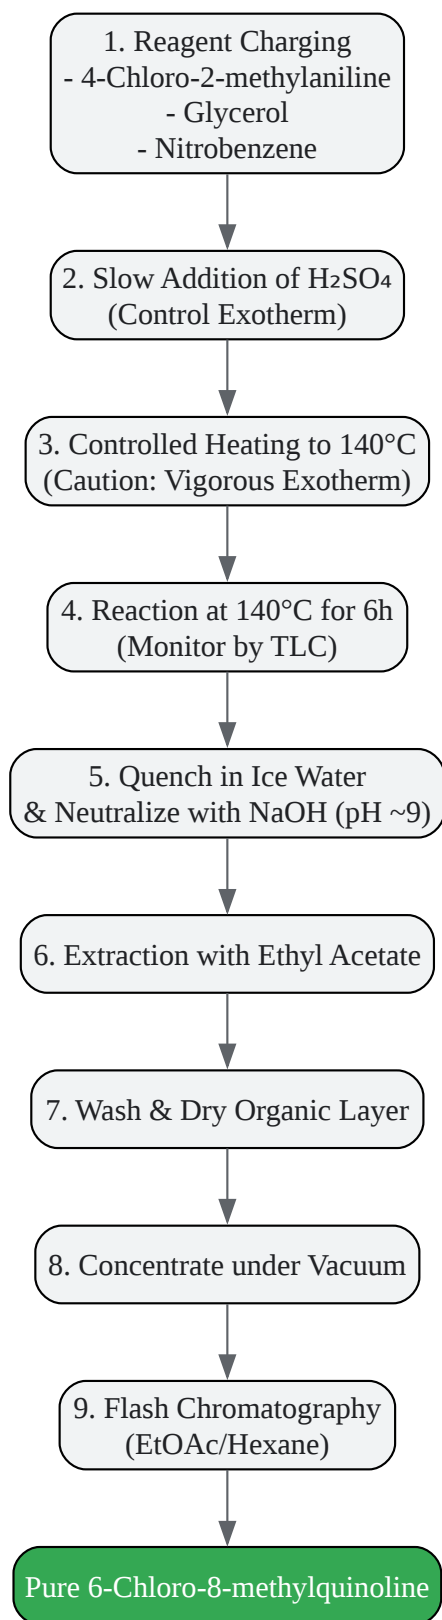 1. Reagent Charging
- 4-Chloro-2-methylaniline
- Glycerol
- Nitrobenzene
2. Slow Addition of H₂SO₄
(Control Exotherm)
3. Controlled Heating to 140°C
(Caution: Vigorous Exotherm)
4. Reaction at 140°C for 6h
(Monitor by TLC)
5. Quench in Ice Water
& Neutralize with NaOH (pH ~9)
6. Extraction with Ethyl Acetate
7. Wash & Dry Organic Layer
8. Concentrate under Vacuum
9. Flash Chromatography
(EtOAc/Hexane)
Pure 6-Chloro-8-methylquinoline